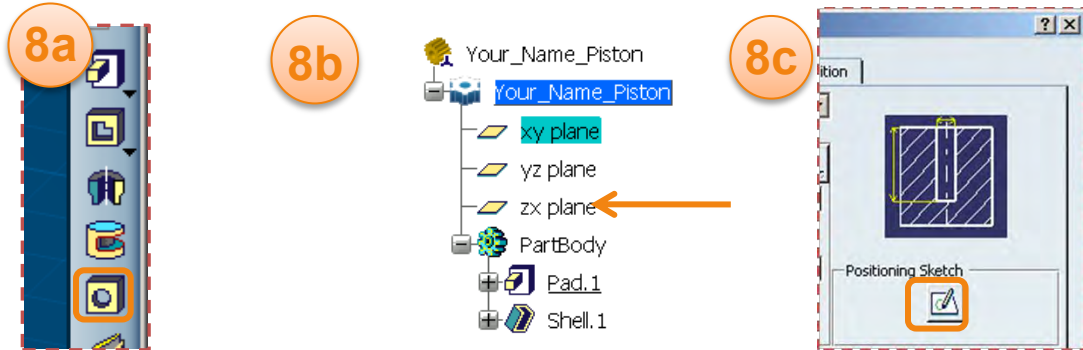 8a
8b
8c
Your_Name_Piston
Your_Name_Piston
xy plane
yz plane
zx plane
PartBody
Pad.1
Shell.1
? X
ition
Positioning Sketch